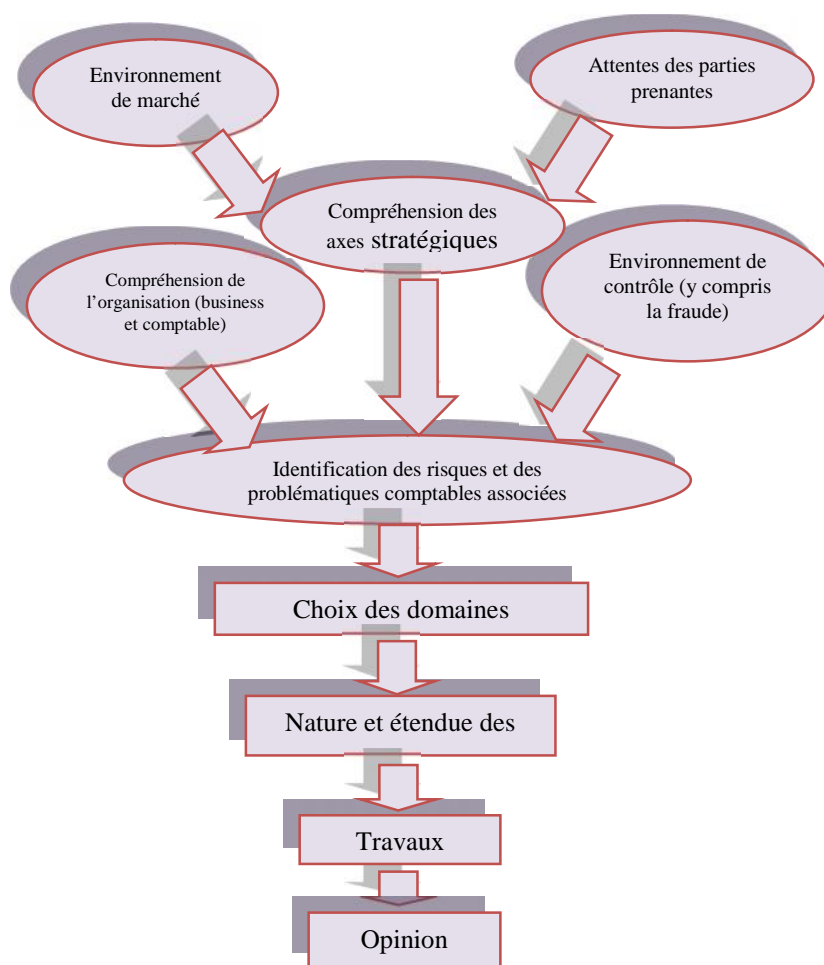 Environnement
de marché
Attentes des parties
prenantes
Compréhension des
axes stratégiques
Compréhension de
l’organisation (business
et comptable)
Environnement de
contrôle (y compris
la fraude)
Identification des risques et des
problématiques comptables associées
Choix des domaines
Nature et étendue des
Travaux
Opinion